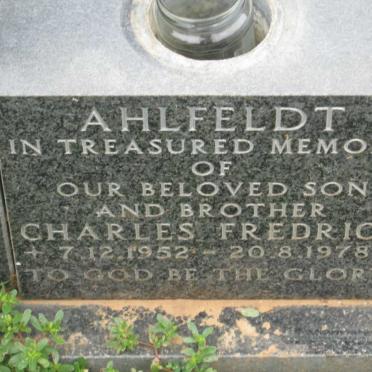 AHLFELDT
IN TREASURED MEMO
OF
OUR BELOVED SON
AND BROTHER
CHARLES FREDRIC
+ 7.12.1952 - 20.8.1978
TO GOD BE THE GLOR